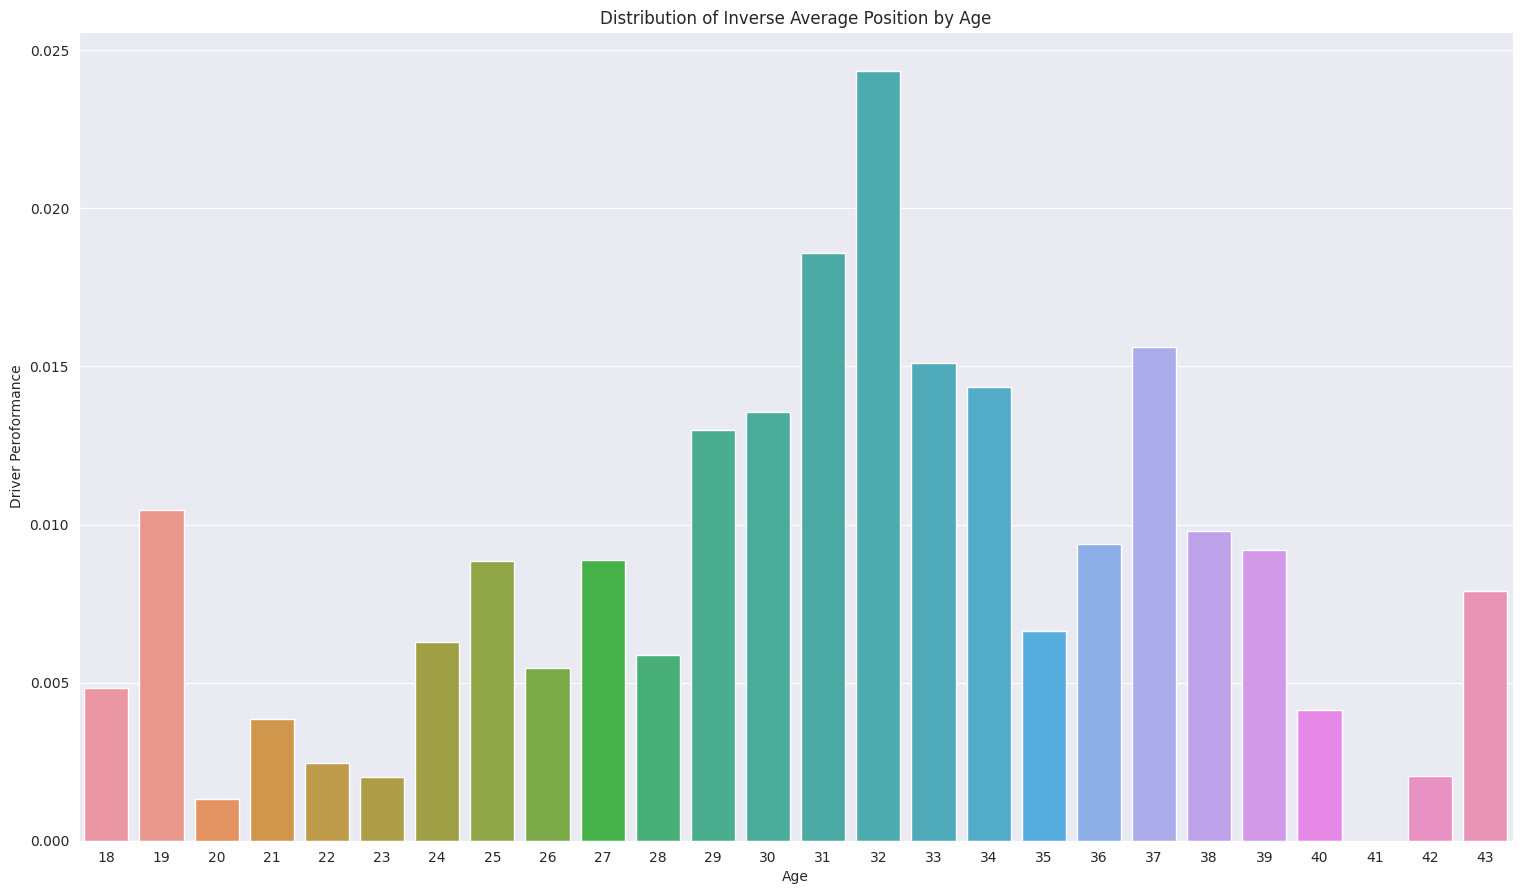 Distribution of Inverse Average Position by Age
Driver Peroformance
0.025
0.020
0.015
0.010
0.005
0.000
18 19 20 21 22 23 24 25 26 27 28 29 30 31 32 33 34 35 36 37 38 39 40 41 42 43
Age